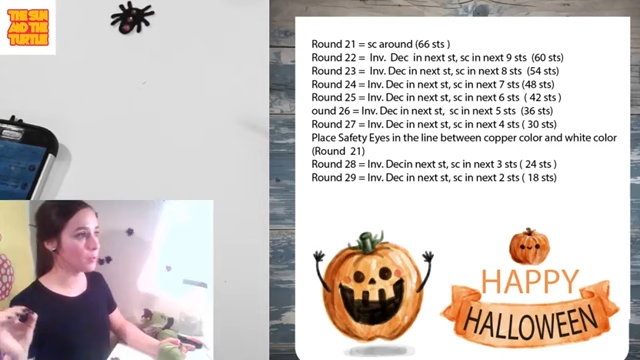 THE SUN
AND THE
TURTLE
Round 21 = sc around (66 sts )
Round 22 = Inv. Dec in next st, sc in next 9 sts (60 sts)
Round 23 = Inv. Dec in next st, sc in next 8 sts (54 sts)
Round 24 = Inv. Dec in next st, sc in next 7 sts (48 sts)
Round 25 = Inv. Dec in next st, sc in next 6 sts ( 42 sts )
ound 26 = Inv. Dec in next st, sc in next 5 sts (36 sts)
Round 27 = Inv. Dec in next st, sc in next 4 sts ( 30 sts)
Place Safety Eyes in the line between copper color and white color
(Round 21)
Round 28 = Inv. Decin next st, sc in next 3 sts ( 24 sts )
Round 29 = Inv. Dec in next st, sc in next 2 sts ( 18 sts)
HAPPY
HALLOWEEN